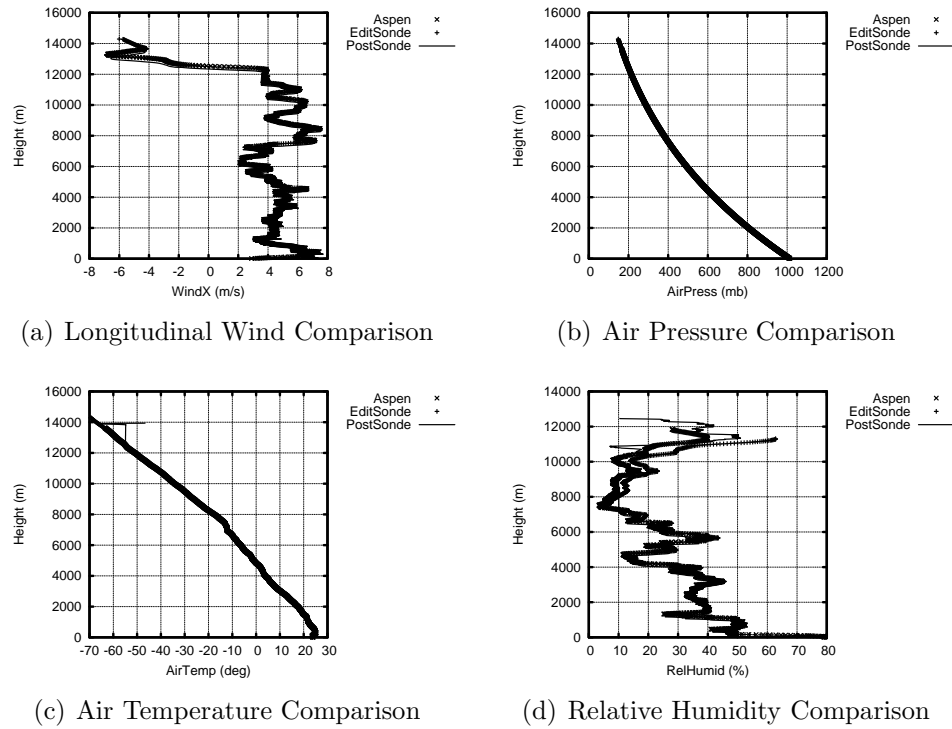 16000
14000
12000
10000
8000
6000
4000
2000
0
Height (m)
-8 -6 -4 -2 0 2 4 6 8
WindX (m/s)
Aspen
EditSonde
PostSonde
(a) Longitudinal Wind Comparison
16000
14000
12000
10000
8000
6000
4000
2000
0
Height (m)
0 200 400 600 800 1000 1200
AirPress (mb)
Aspen
EditSonde
PostSonde
(b) Air Pressure Comparison
16000
14000
12000
10000
8000
6000
4000
2000
0
Height (m)
-70 -60 -50 -40 -30 -20 -10 0 10 20 30
AirTemp (deg)
Aspen
EditSonde
PostSonde
(c) Air Temperature Comparison
14000
12000
10000
8000
6000
4000
2000
0
Height (m)
0 10 20 30 40 50 60 70 80
RelHumid (%)
Aspen
EditSonde
PostSonde
(d) Relative Humidity Comparison